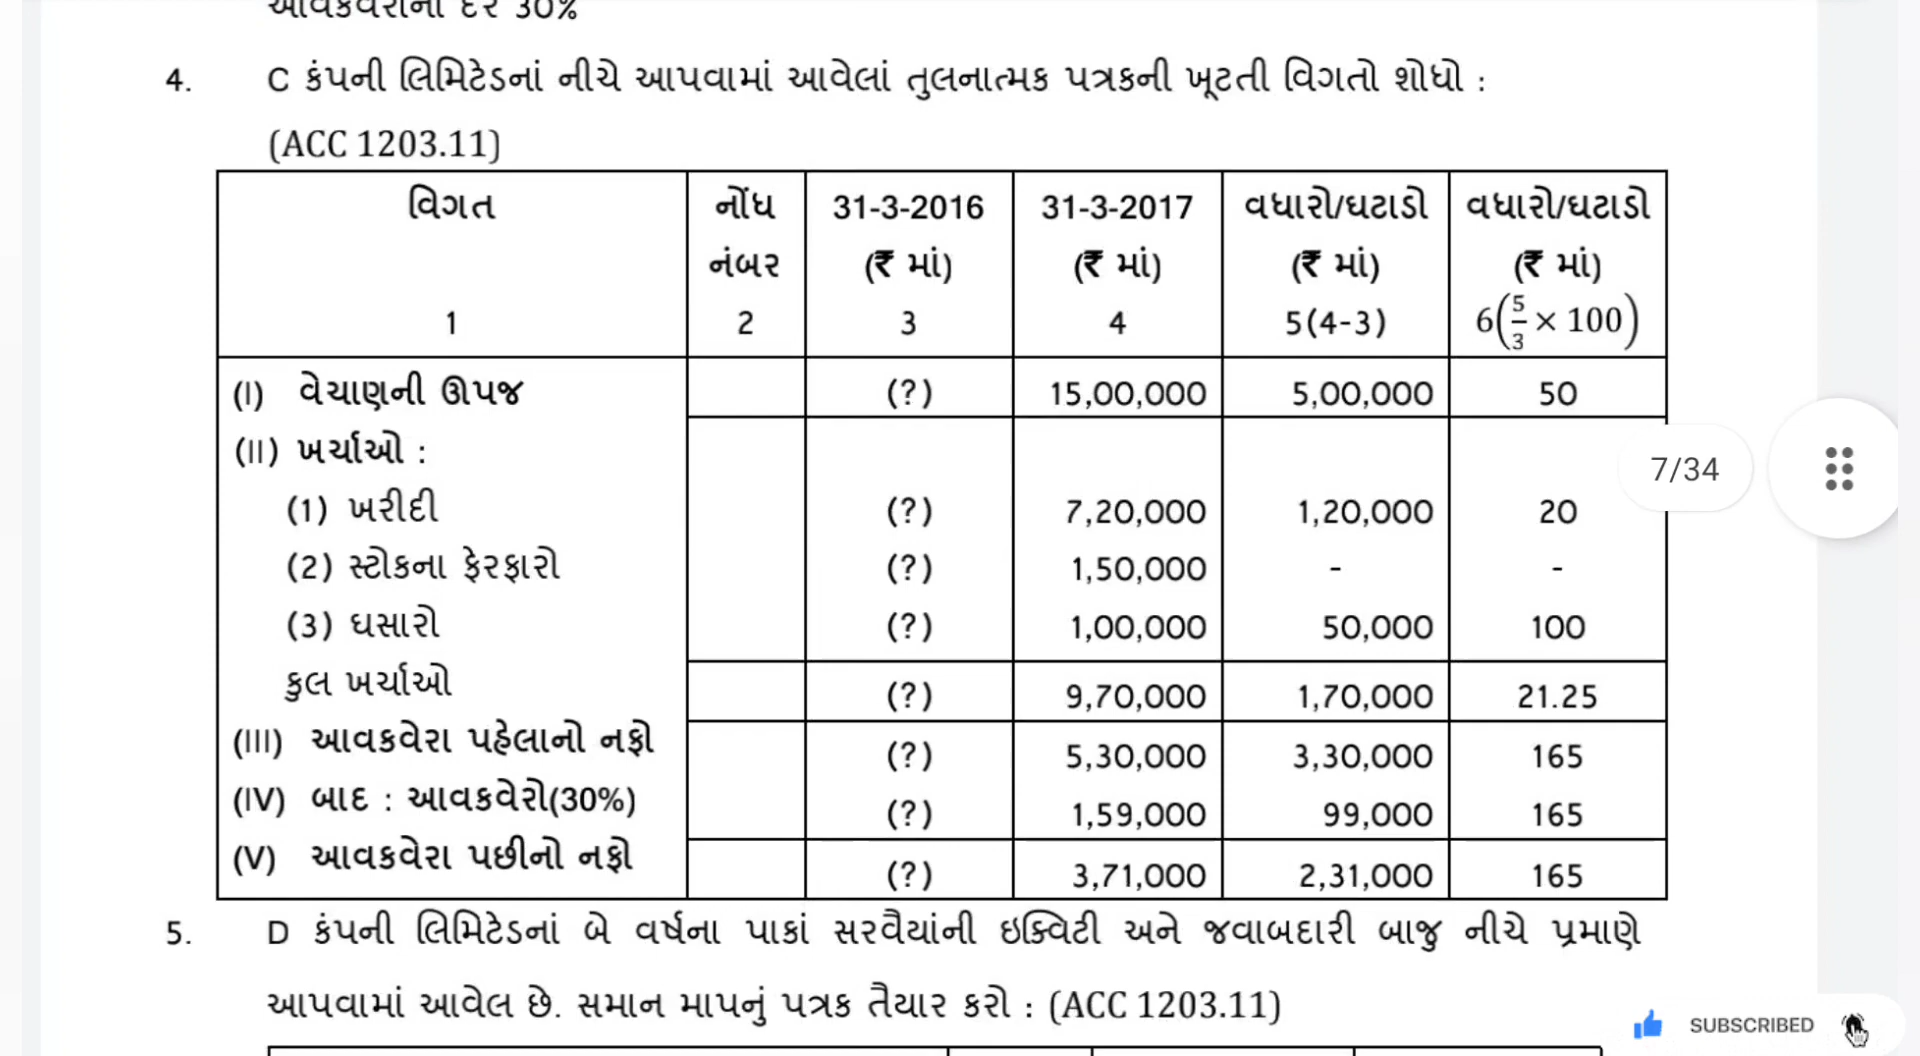 આવકવેરાનો દર 30%
4. C કંપની લિમિટેડનાં નીચે આપવામાં આવેલાં તુલનાત્મક પત્રકની ખૂટતી વિગતો શોધો :
(ACC 1203.11)
વિગત નોંધ 31-3-2016 31-3-2017 વધારો/ઘટાડો વધારો/ઘટાડો
નંબર (₹ માં) (₹ માં) (₹ માં) (₹ માં)
1 2 3 4 5(4-3) 6(5/3 × 100)
(I) વેચાણની ઊપજ (?) 15,00,000 5,00,000 50
(II) ખર્ચાઓ :
(1) ખરીદી (?) 7,20,000 1,20,000 20
(2) સ્ટોકના ફેરફારો (?) 1,50,000 - -
(3) ઘસારો (?) 1,00,000 50,000 100
કુલ ખર્ચાઓ (?) 9,70,000 1,70,000 21.25
(III) આવકવેરા પહેલાનો નફો (?) 5,30,000 3,30,000 165
(IV) બાદ : આવકવેરો(30%) (?) 1,59,000 99,000 165
(V) આવકવેરા પછીનો નફો (?) 3,71,000 2,31,000 165
7/34
5. D કંપની લિમિટેડનાં બે વર્ષના પાકાં સરવૈયાંની ઇક્વિટી અને જવાબદારી બાજુ નીચે પ્રમાણે
આપવામાં આવેલ છે. સમાન માપનું પત્રક તૈયાર કરો : (ACC 1203.11)
SUBSCRIBED